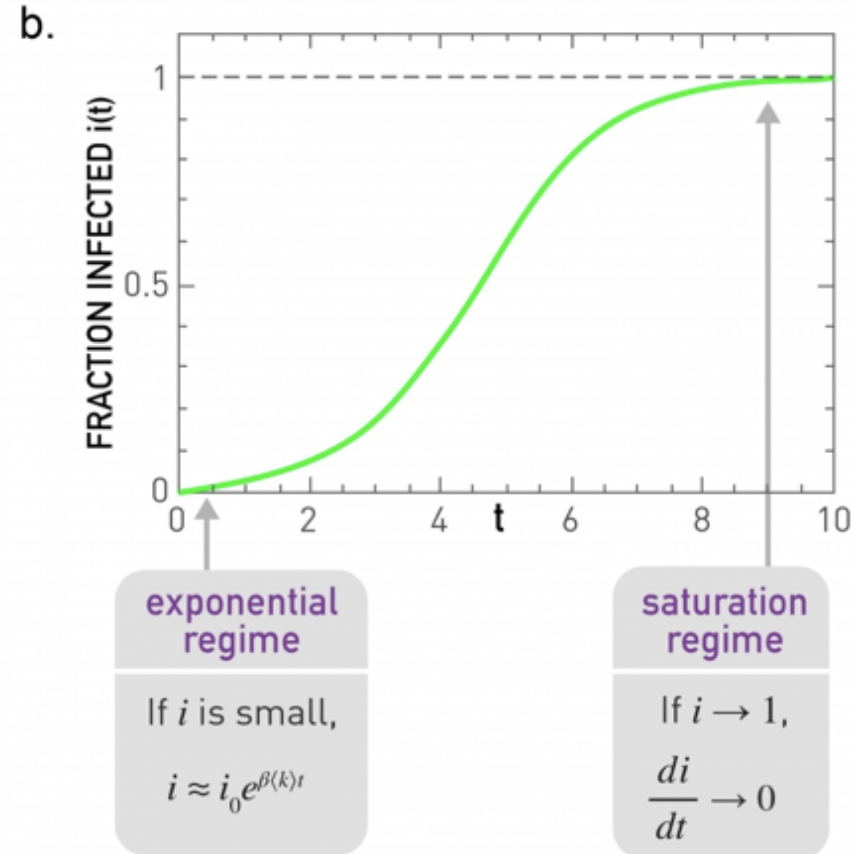 b.
FRACTION INFECTED i(t)
1
0.5
0
0 2 4 t 6 8 10
exponential
regime
If i is small,
i ≈ i₀e^{β⟨k⟩t}
saturation
regime
If i → 1,
di/dt → 0